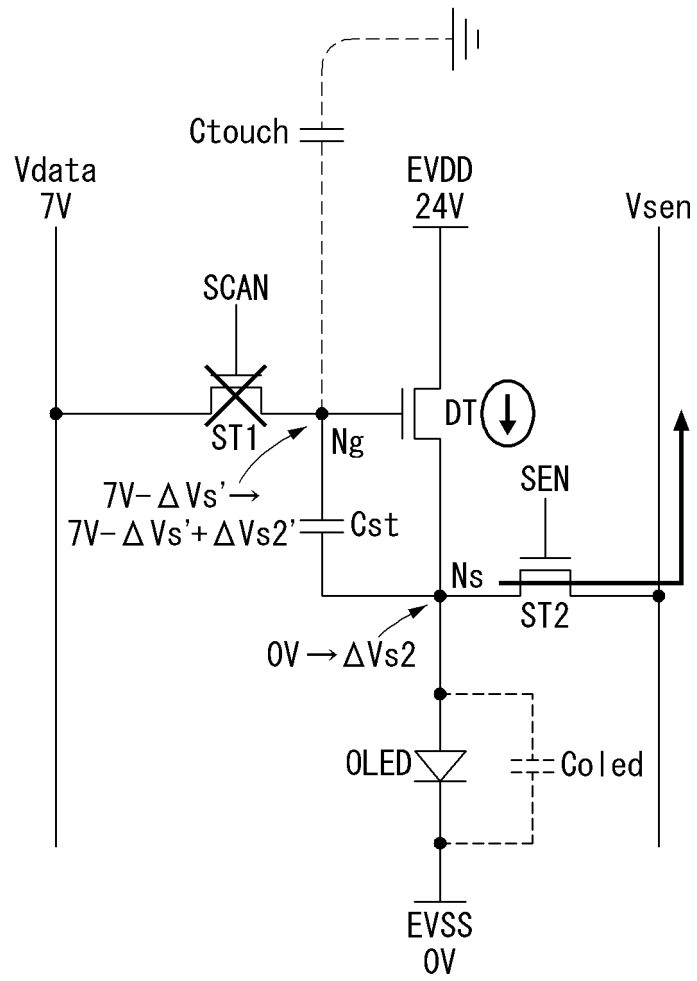 Ctouch
Vdata
7V
EVDD
24V
Vsen
SCAN
DT
ST1
Ng
SEN
7V-ΔVs'→
7V-ΔVs'+ΔVs2'
Cst
Ns
ST2
0V→ΔVs2
OLED
Coled
EVSS
0V